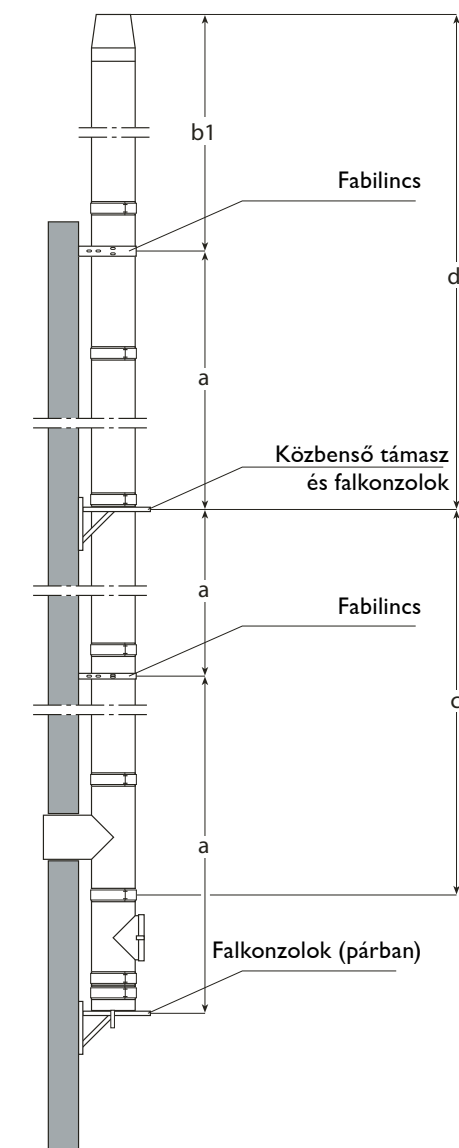 b1
Fabilincs
d
a
Közbenső támasz
és falkonzolok
a
Fabilincs
c
a
Falkonzolok (párban)